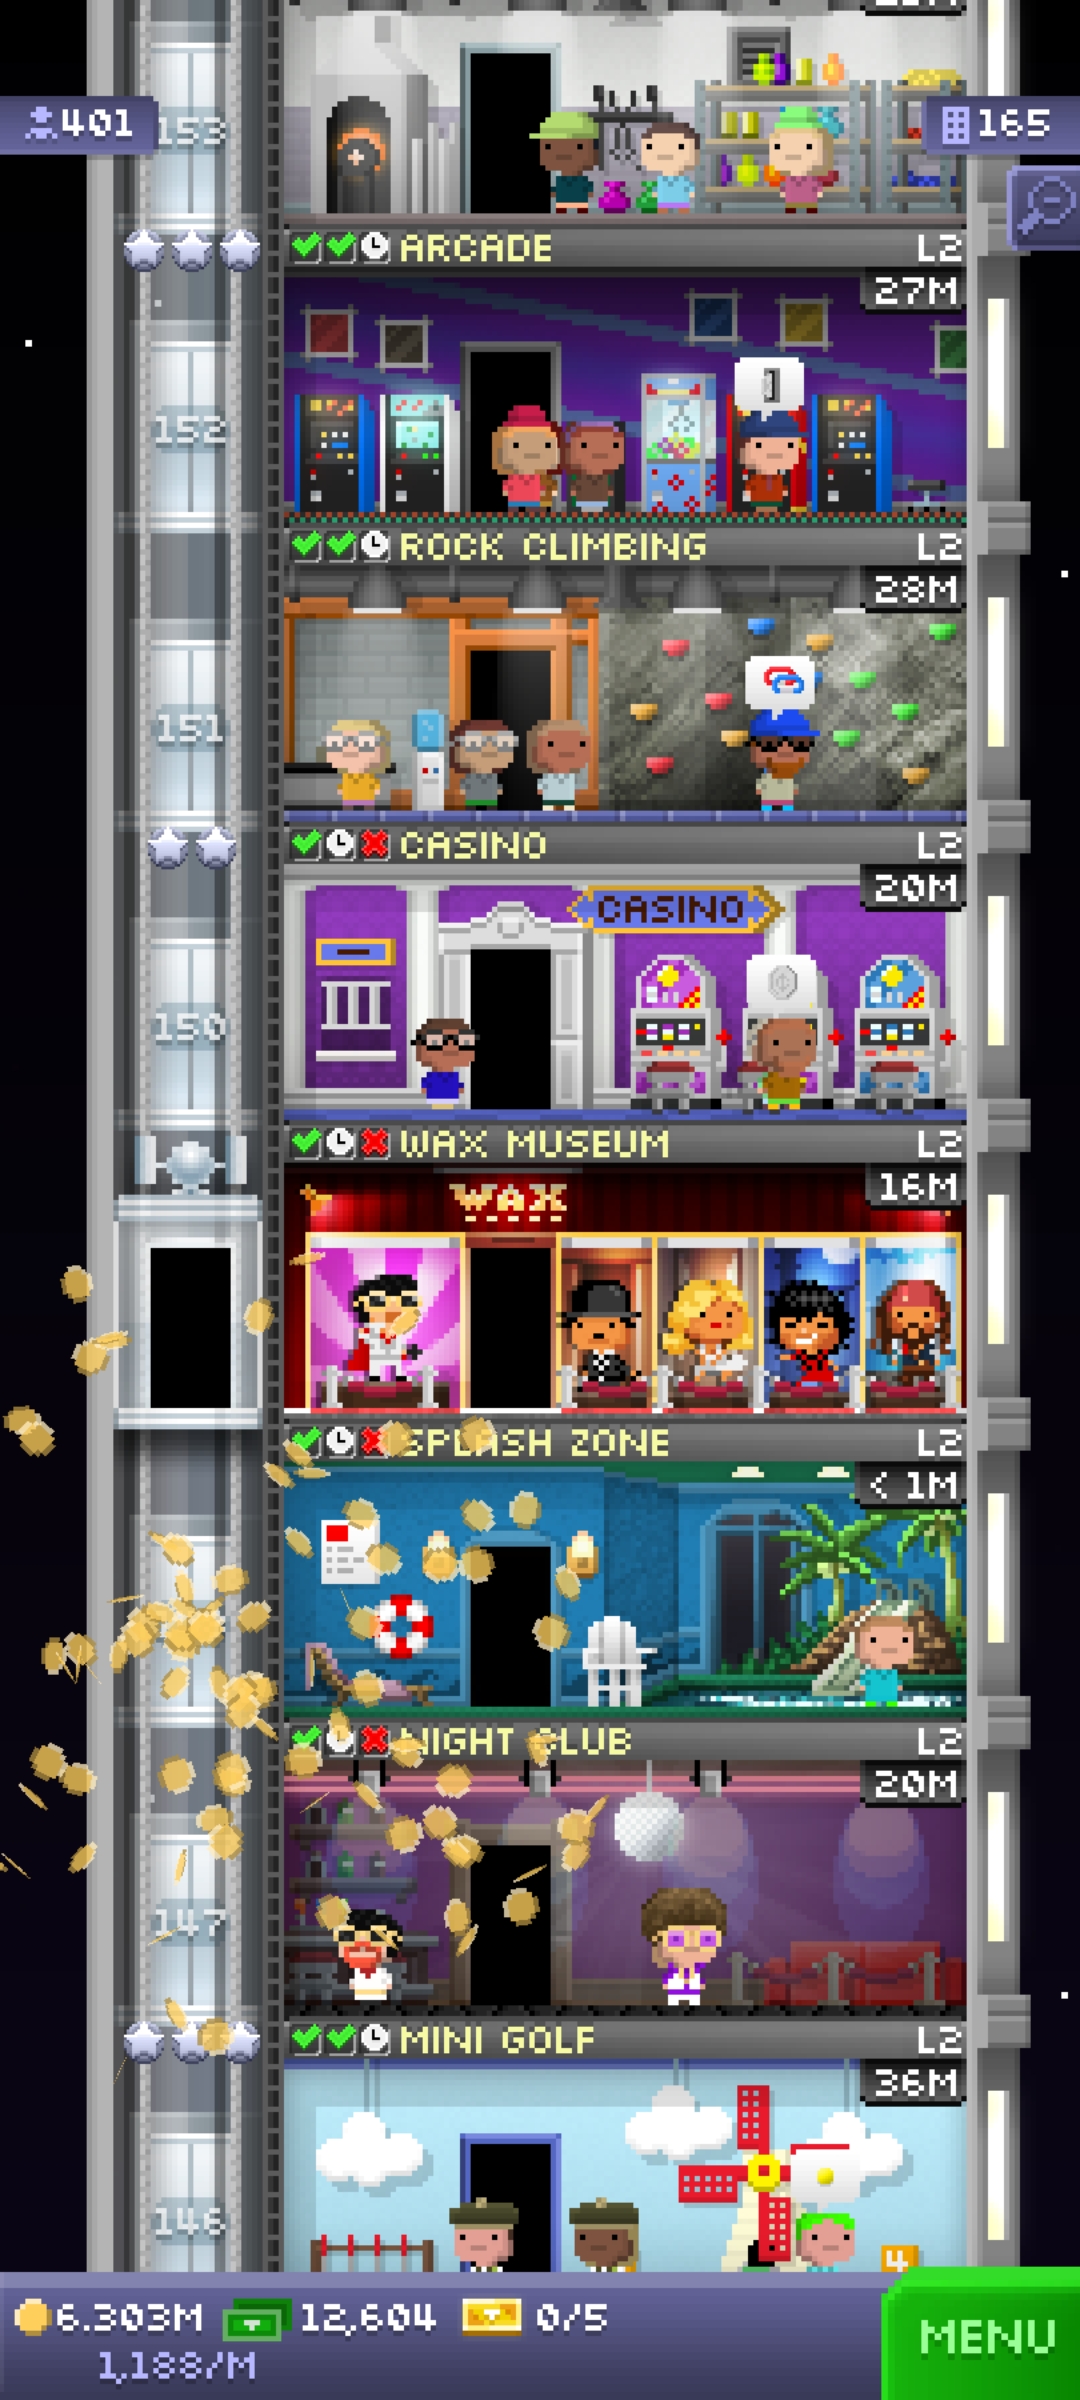 401
153
165
ARCADE L2
27M
152
ROCK CLIMBING L2
28M
151
CASINO L2
20M
CASINO
150
WAX MUSEUM L2
16M
WAX
SPLASH ZONE L2
< 1M
NIGHT CLUB L2
20M
147
MINI GOLF L2
36M
146
4
6.303M 12,604 0/5
1,188/M
MENU